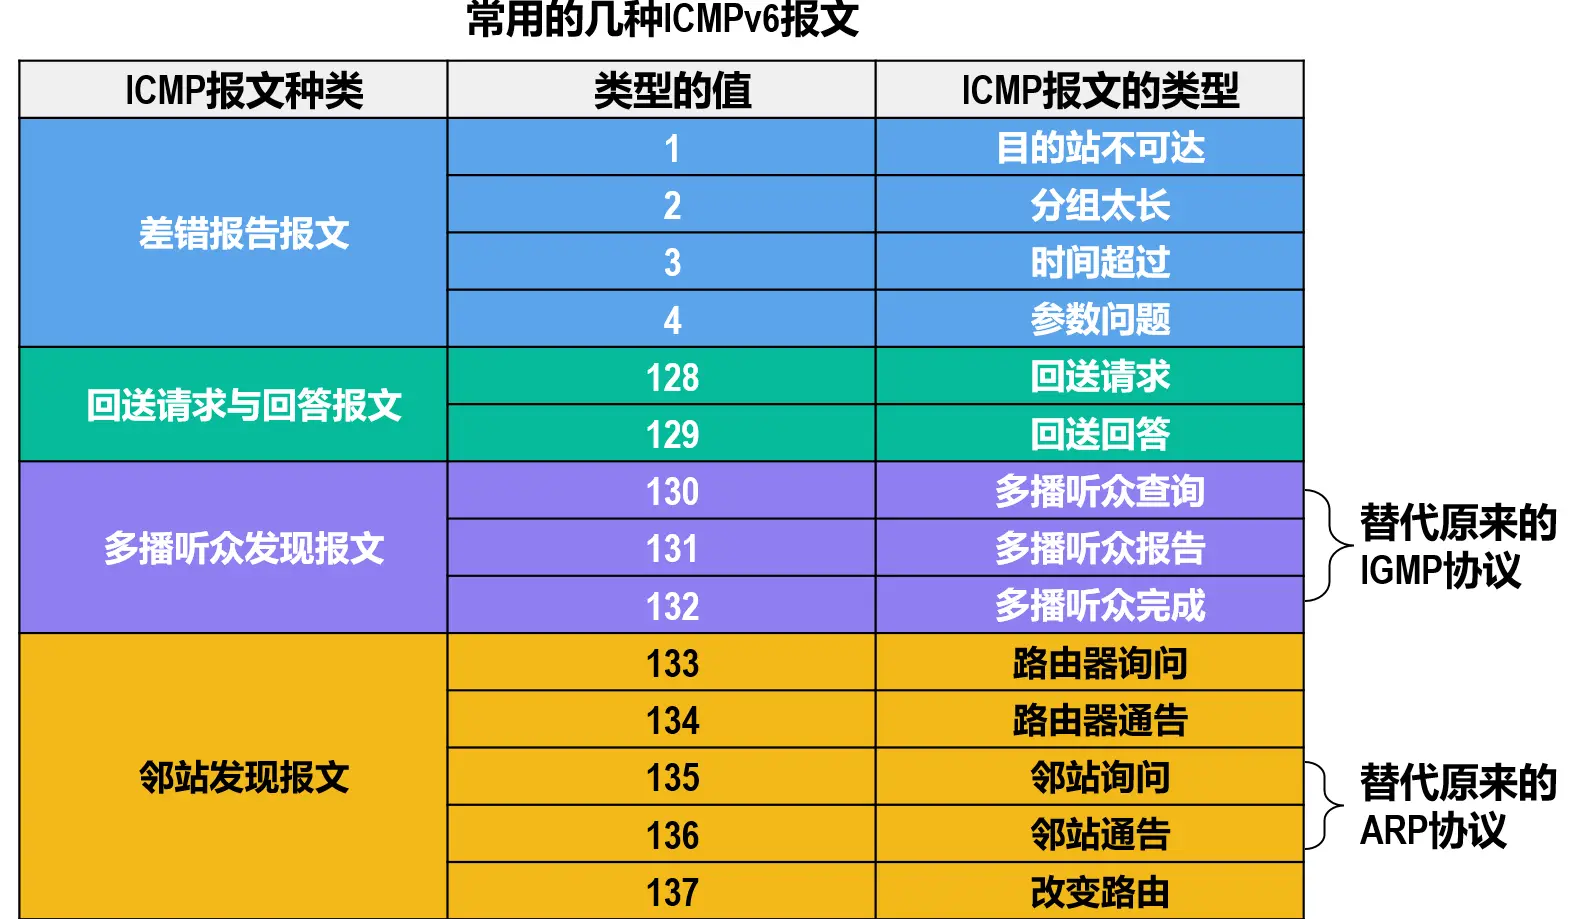 常用的几种ICMPv6报文
ICMP报文种类 类型的值 ICMP报文的类型
差错报告报文
1 目的站不可达
2 分组太长
3 时间超过
4 参数问题
回送请求与回答报文
128 回送请求
129 回送回答
多播听众发现报文
130 多播听众查询
131 多播听众报告
132 多播听众完成
替代原来的
IGMP协议
邻站发现报文
133 路由器询问
134 路由器通告
135 邻站询问
136 邻站通告
137 改变路由
替代原来的
ARP协议